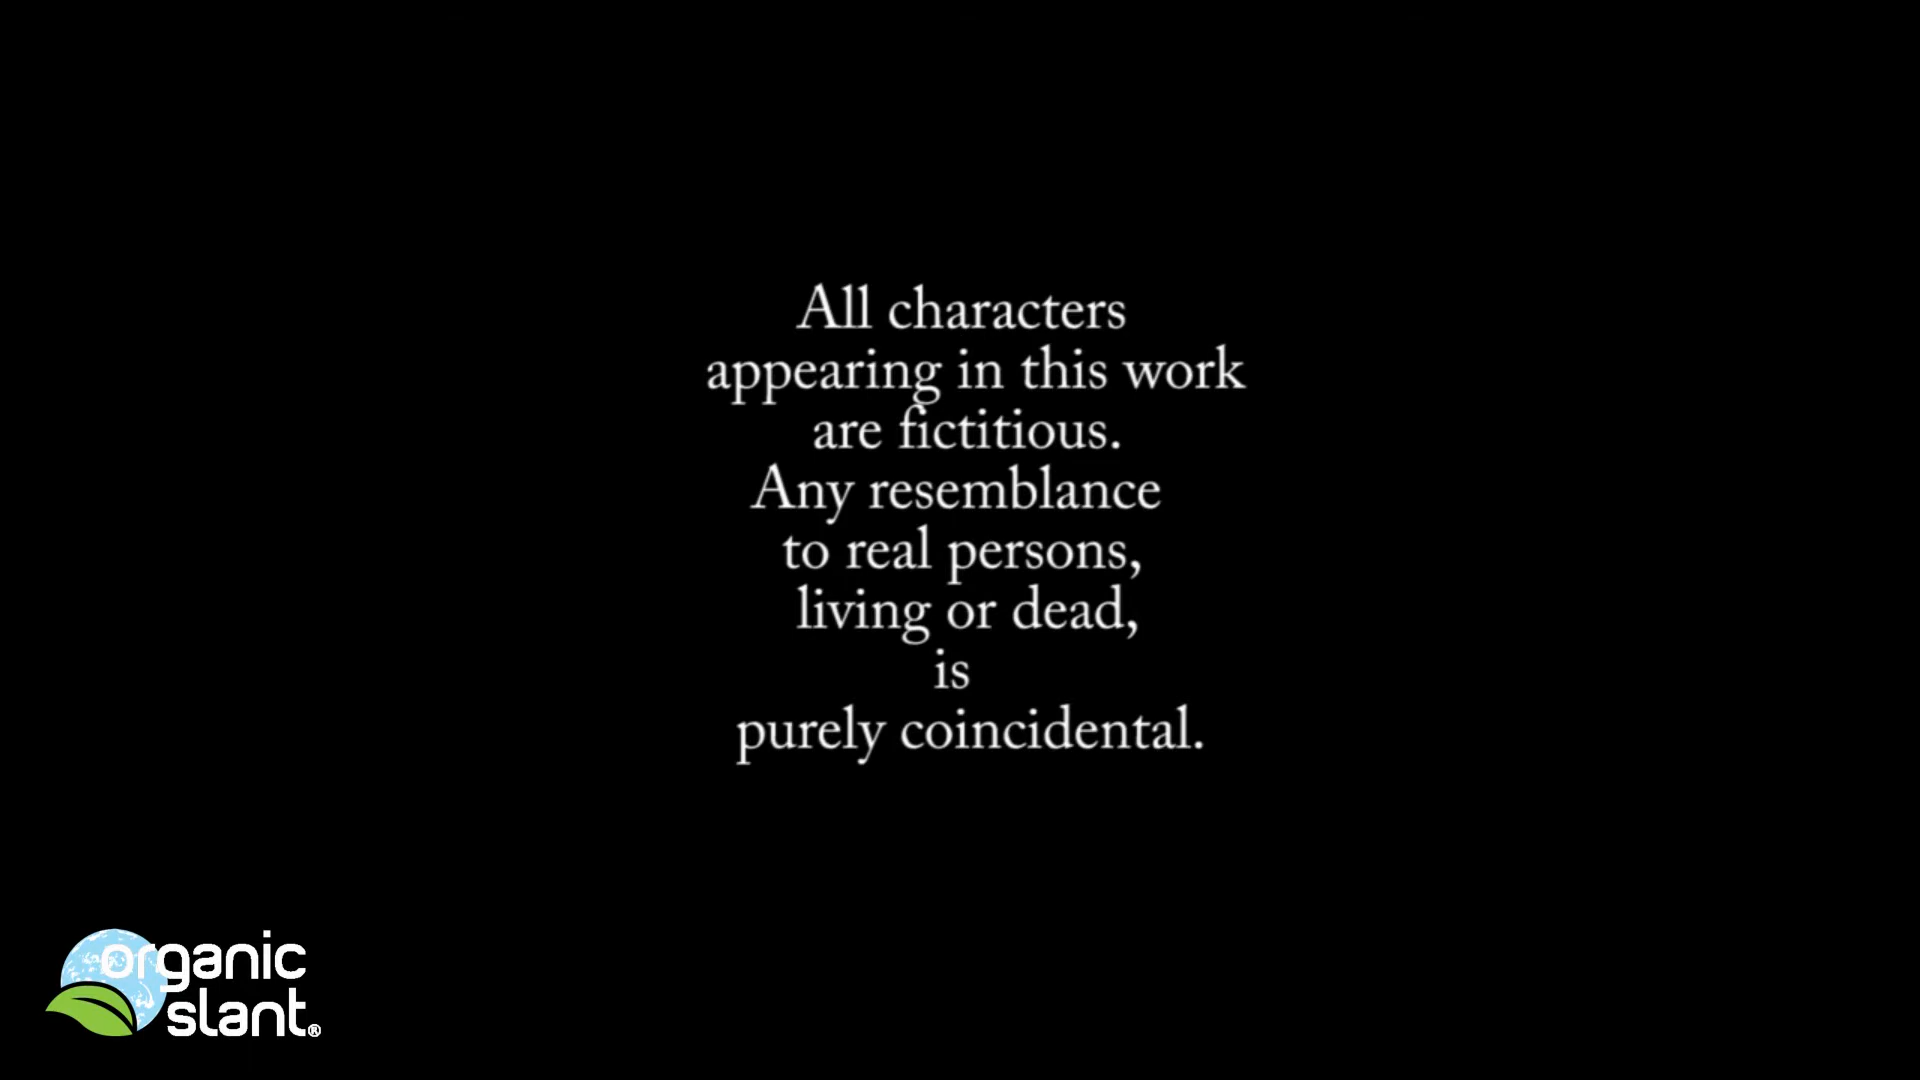 All characters
appearing in this work
are fictitious.
Any resemblance
to real persons,
living or dead,
is
purely coincidental.
organic
slant®